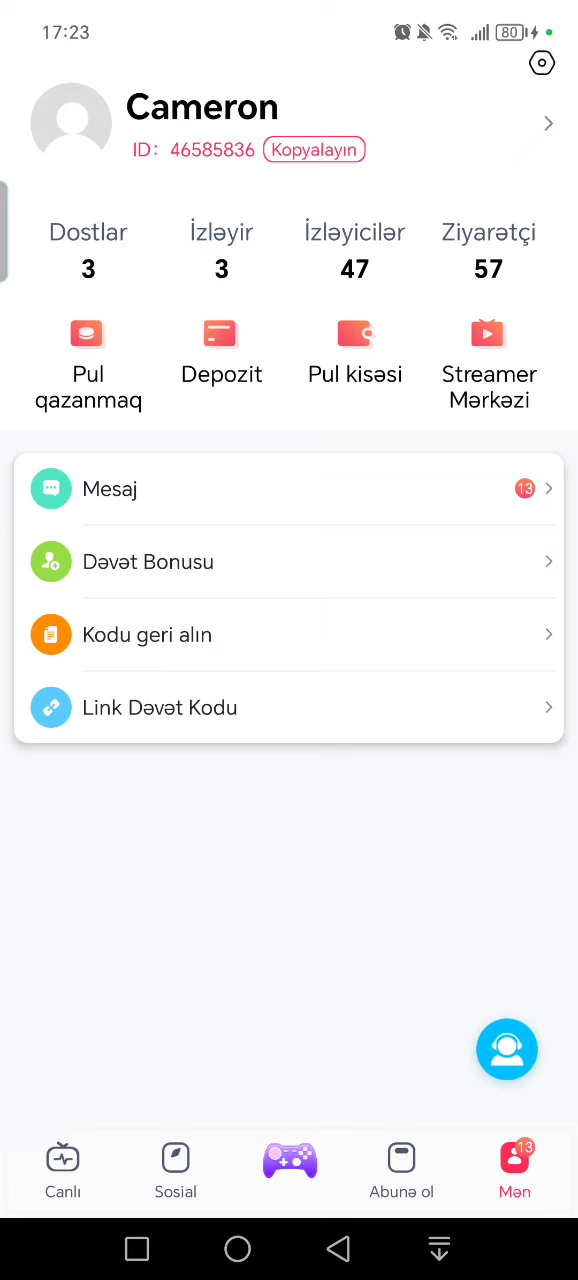 17:23
80
Cameron
ID: 46585836 Kopyalayın
Dostlar İzləyir İzləyicilər Ziyarətçi
3 3 47 57
Pul qazanmaq Depozit Pul kisəsi Streamer Mərkəzi
Mesaj 13
Dəvət Bonusu
Kodu geri alın
Link Dəvət Kodu
13
Canlı Sosial Abunə ol Mən